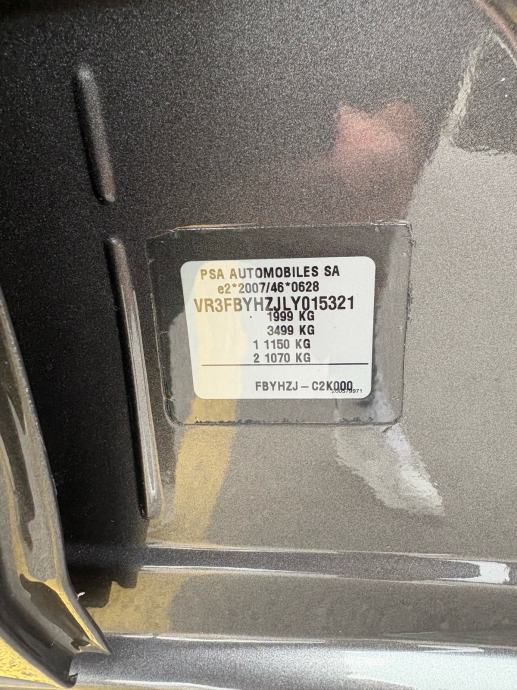 PSA AUTOMOBILES SA
e2*2007/46*0628
VR3FBYHZJLY015321
1999 KG
3499 KG
1 1150 KG
2 1070 KG
FBYHZJ – C2K000